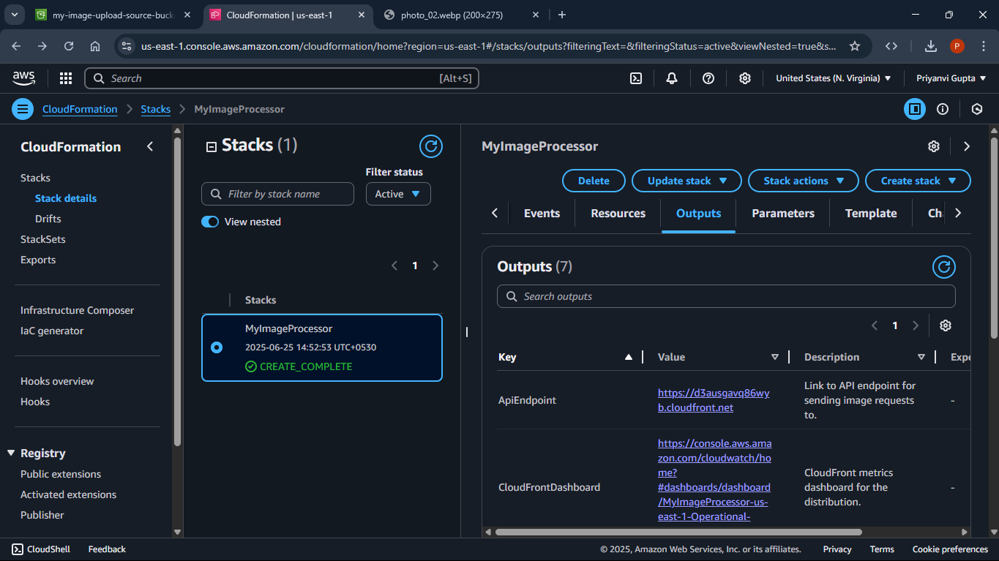 my-image-upload-source-buck
CloudFormation | us-east-1
photo_02.webp (200×275)
us-east-1.console.aws.amazon.com/cloudformation/home?region=us-east-1#/stacks/outputs?filteringText=&filteringStatus=active&viewNested=true&s...
P
aws
Search
[Alt+S]
United States (N. Virginia)
Priyanvi Gupta
CloudFormation
Stacks
MyImageProcessor
CloudFormation
Stacks
Stack details
Drifts
StackSets
Exports
Infrastructure Composer
IaC generator
Hooks overview
Hooks
Registry
Public extensions
Activated extensions
Publisher
Stacks (1)
Filter status
Filter by stack name
Active
View nested
1
Stacks
MyImageProcessor
2025-06-25 14:52:53 UTC+0530
CREATE_COMPLETE
MyImageProcessor
Delete
Update stack
Stack actions
Create stack
Events
Resources
Outputs
Parameters
Template
Ch
Outputs (7)
Search outputs
1
Key
Value
Description
Expo
ApiEndpoint
https://d3ausgavq86wy
b.cloudfront.net
Link to API endpoint for
sending image requests
to.
-
CloudFrontDashboard
https://console.aws.ama
zon.com/cloudwatch/ho
me?
#dashboards/dashboard
/MyImageProcessor-us-
east-1-Operational-
CloudFront metrics
dashboard for the
distribution.
-
CloudShell
Feedback
© 2025, Amazon Web Services, Inc. or its affiliates.
Privacy
Terms
Cookie preferences